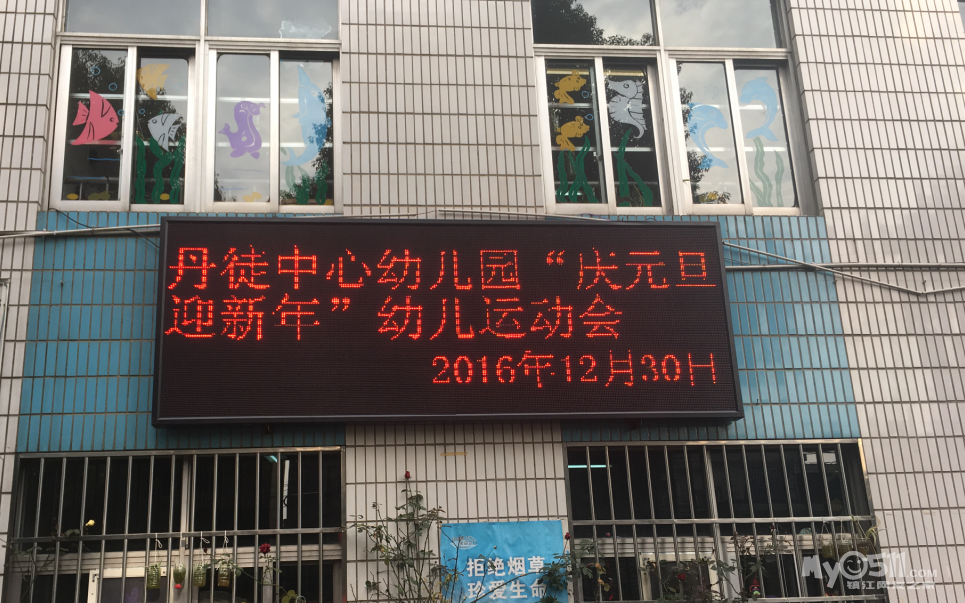 丹徒中心幼儿园“庆元旦
迎新年”幼儿运动会
2016年12月30日
拒绝烟草
珍爱生命
My0511.com